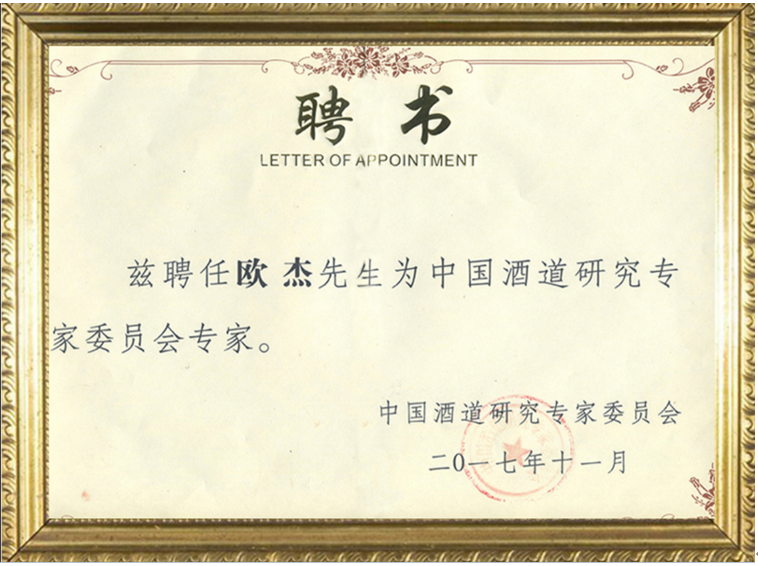 聘书
LETTER OF APPOINTMENT
兹聘任欧 杰先生为中国酒道研究专
家委员会专家。
中国酒道研究专家委员会
二〇一七年十一月